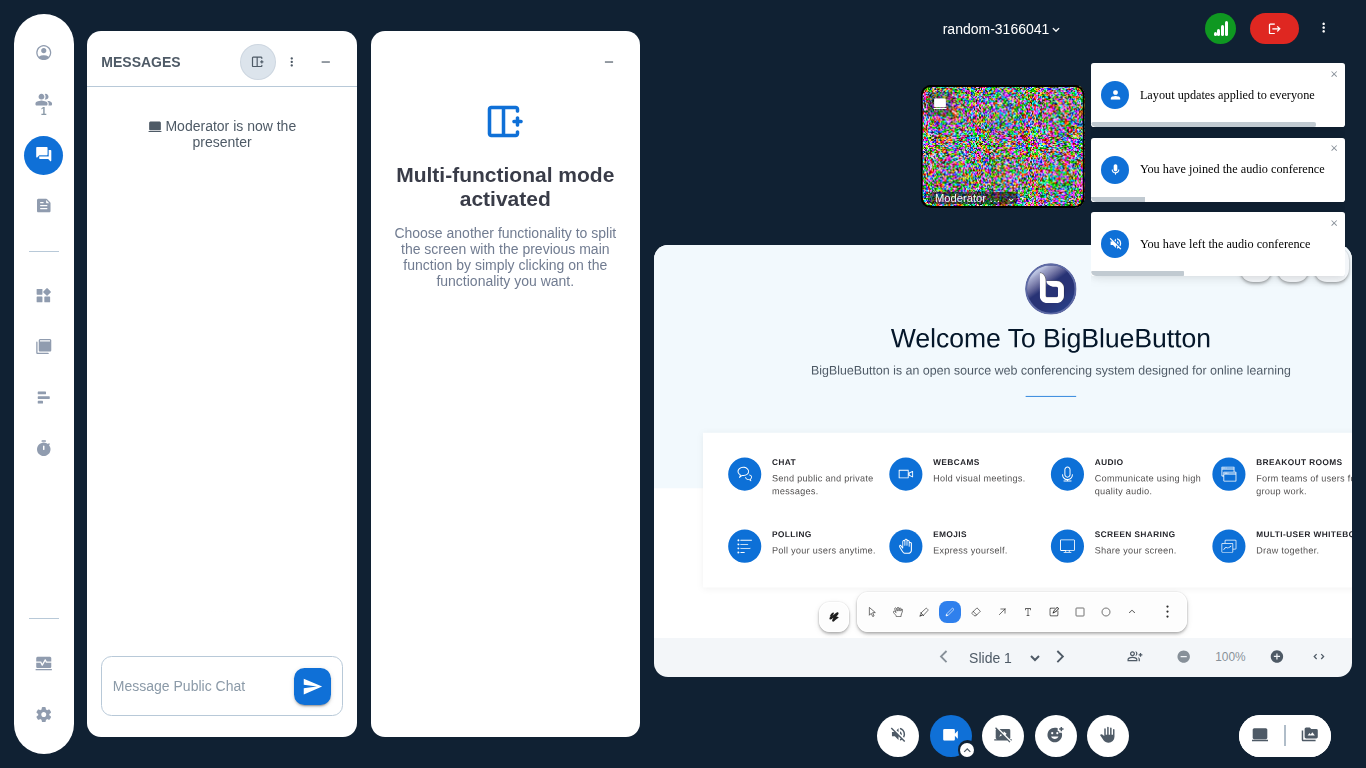 random-3166041
1
MESSAGES
Moderator is now the
presenter
Message Public Chat
Multi-functional mode
activated
Choose another functionality to split
the screen with the previous main
function by simply clicking on the
functionality you want.
Moderator ...
Layout updates applied to everyone
You have joined the audio conference
You have left the audio conference
Welcome To BigBlueButton
BigBlueButton is an open source web conferencing system designed for online learning
CHAT
Send public and private
messages.
WEBCAMS
Hold visual meetings.
AUDIO
Communicate using high
quality audio.
BREAKOUT ROOMS
Form teams of users
group work.
POLLING
Poll your users anytime.
EMOJIS
Express yourself.
SCREEN SHARING
Share your screen.
MULTI-USER
Draw together.
Slide 1
100%